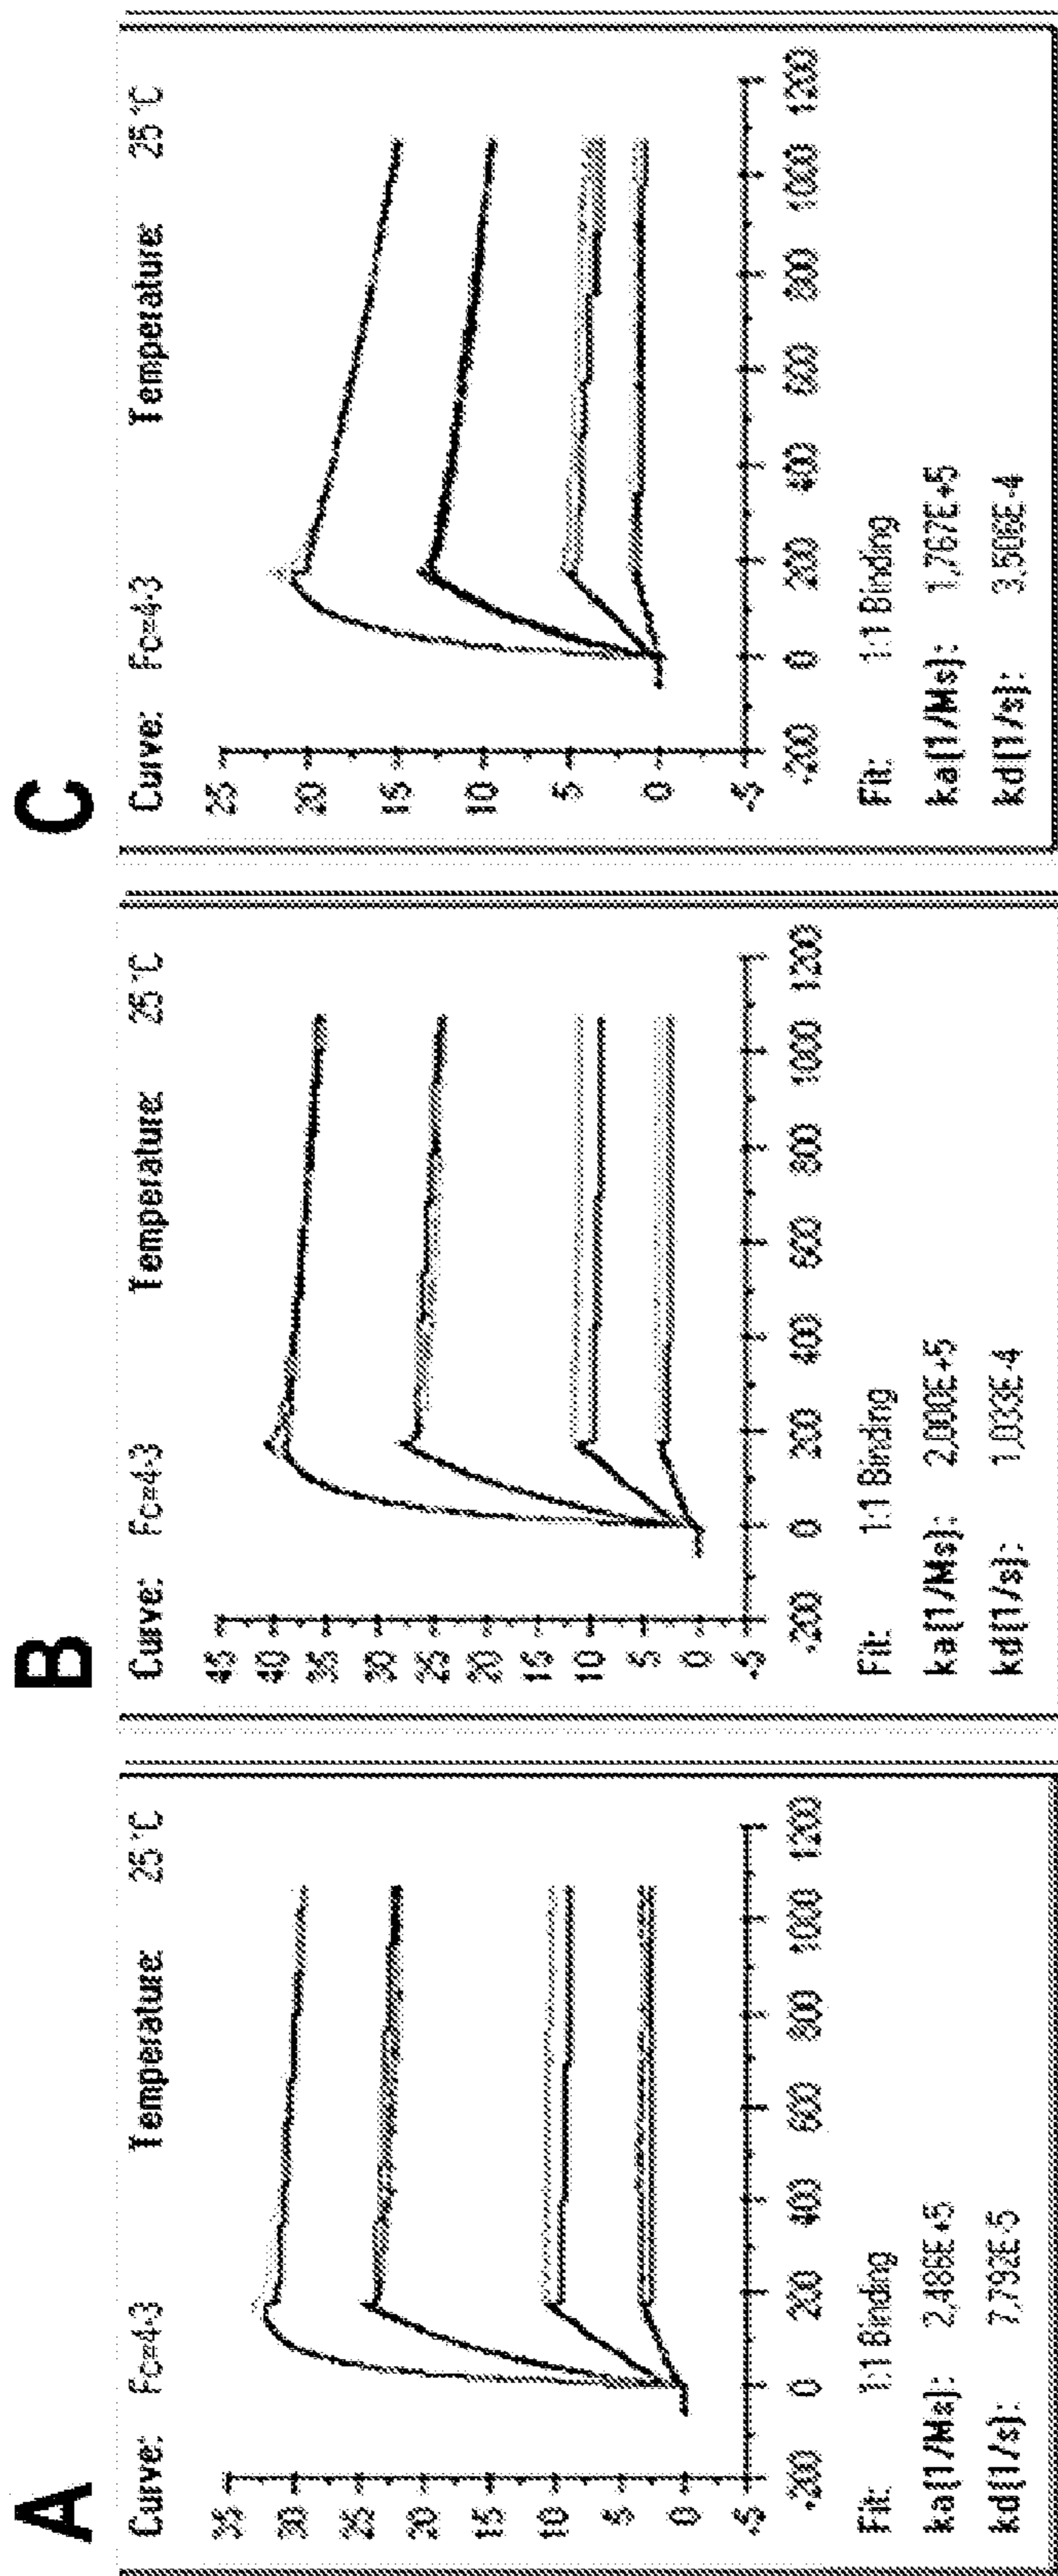 A
Curve: Fc=4-3 Temperature: 25 °C
35
30
25
20
15
10
5
0
-5
-200 0 200 400 600 800 1000 1200
Fit: 1:1 Binding
ka(1/Ms): 2,486E+5
kd(1/s): 7,792E-5
B
Curve: Fc=4-3 Temperature: 25 °C
45
40
35
30
25
20
15
10
5
0
-5
-200 0 200 400 600 800 1000 1200
Fit: 1:1 Binding
ka(1/Ms): 2,000E+5
kd(1/s): 1,033E-4
C
Curve: Fc=4-3 Temperature: 25 °C
25
20
15
10
5
0
-5
-200 0 200 400 600 800 1000 1200
Fit: 1:1 Binding
ka(1/Ms): 1,767E+5
kd(1/s): 3,506E-4